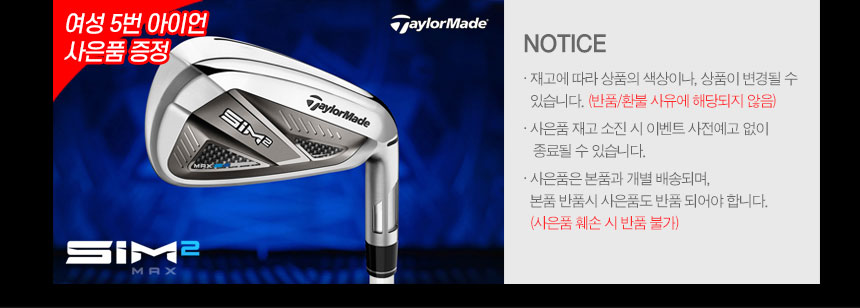 여성 5번 아이언
사은품 증정
TaylorMade
TaylorMade
SIM2
MAX
SIM2
MAX
NOTICE
· 재고에 따라 상품의 색상이나, 상품이 변경될 수
있습니다. (반품/환불 사유에 해당되지 않음)
· 사은품 재고 소진 시 이벤트 사전예고 없이
종료될 수 있습니다.
· 사은품은 본품과 개별 배송되며,
본품 반품시 사은품도 반품 되어야 합니다.
(사은품 훼손 시 반품 불가)